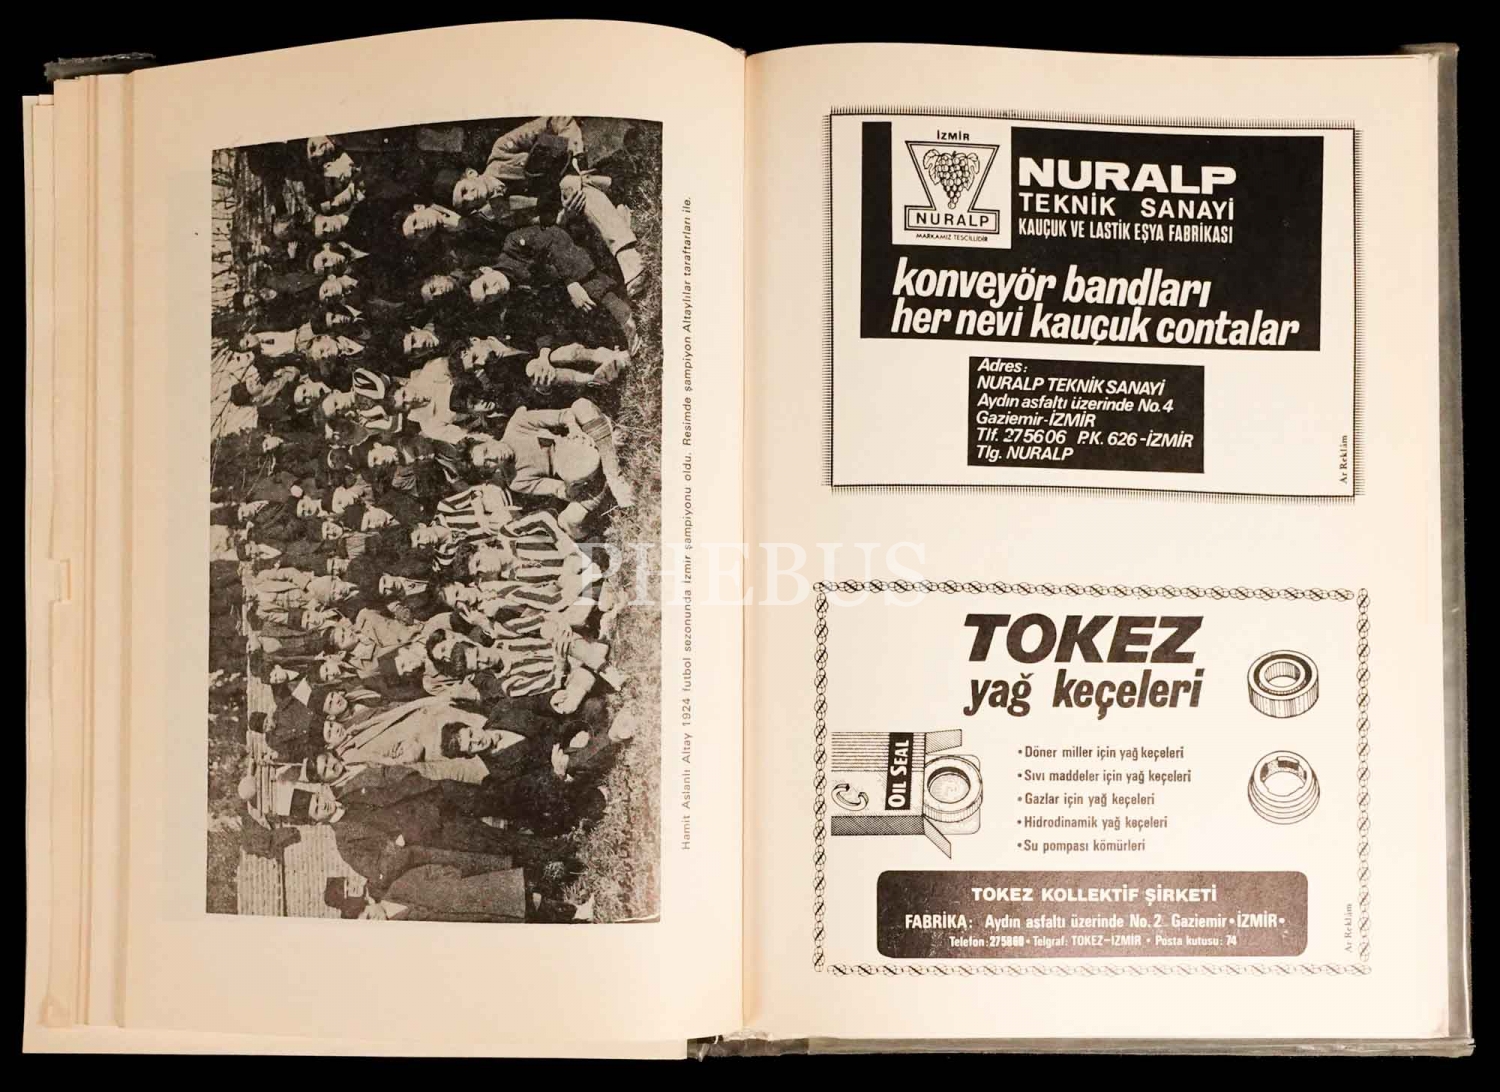 Hamit Aslanlı Altay 1924 futbol sezonunda İzmir şampiyonu oldu. Resimde şampiyon Altaylılar taraftarları ile.
PHEBUS
İZMİR
NURALP
MARKAMIZ TESCİLLİDİR
NURALP
TEKNİK SANAYİ
KAUÇUK VE LASTİK EŞYA FABRİKASI
konveyör bandları
her nevi kauçuk contalar
Adres:
NURALP TEKNİK SANAYİ
Aydın asfaltı üzerinde No. 4
Gaziemir-İZMİR
Tlf. 275606 P.K. 626-İZMİR
Tlg. NURALP
Ar Reklâm
TOKEZ
yağ keçeleri
OIL SEAL
• Döner miller için yağ keçeleri
• Sıvı maddeler için yağ keçeleri
• Gazlar için yağ keçeleri
• Hidrodinamik yağ keçeleri
• Su pompası kömürleri
TOKEZ KOLLEKTİF ŞİRKETİ
FABRİKA: Aydın asfaltı üzerinde No. 2 Gaziemir • İZMİR •
Telefon: 275860 • Telgraf: TOKEZ-İZMİR • Posta kutusu: 74
Ar Reklâm